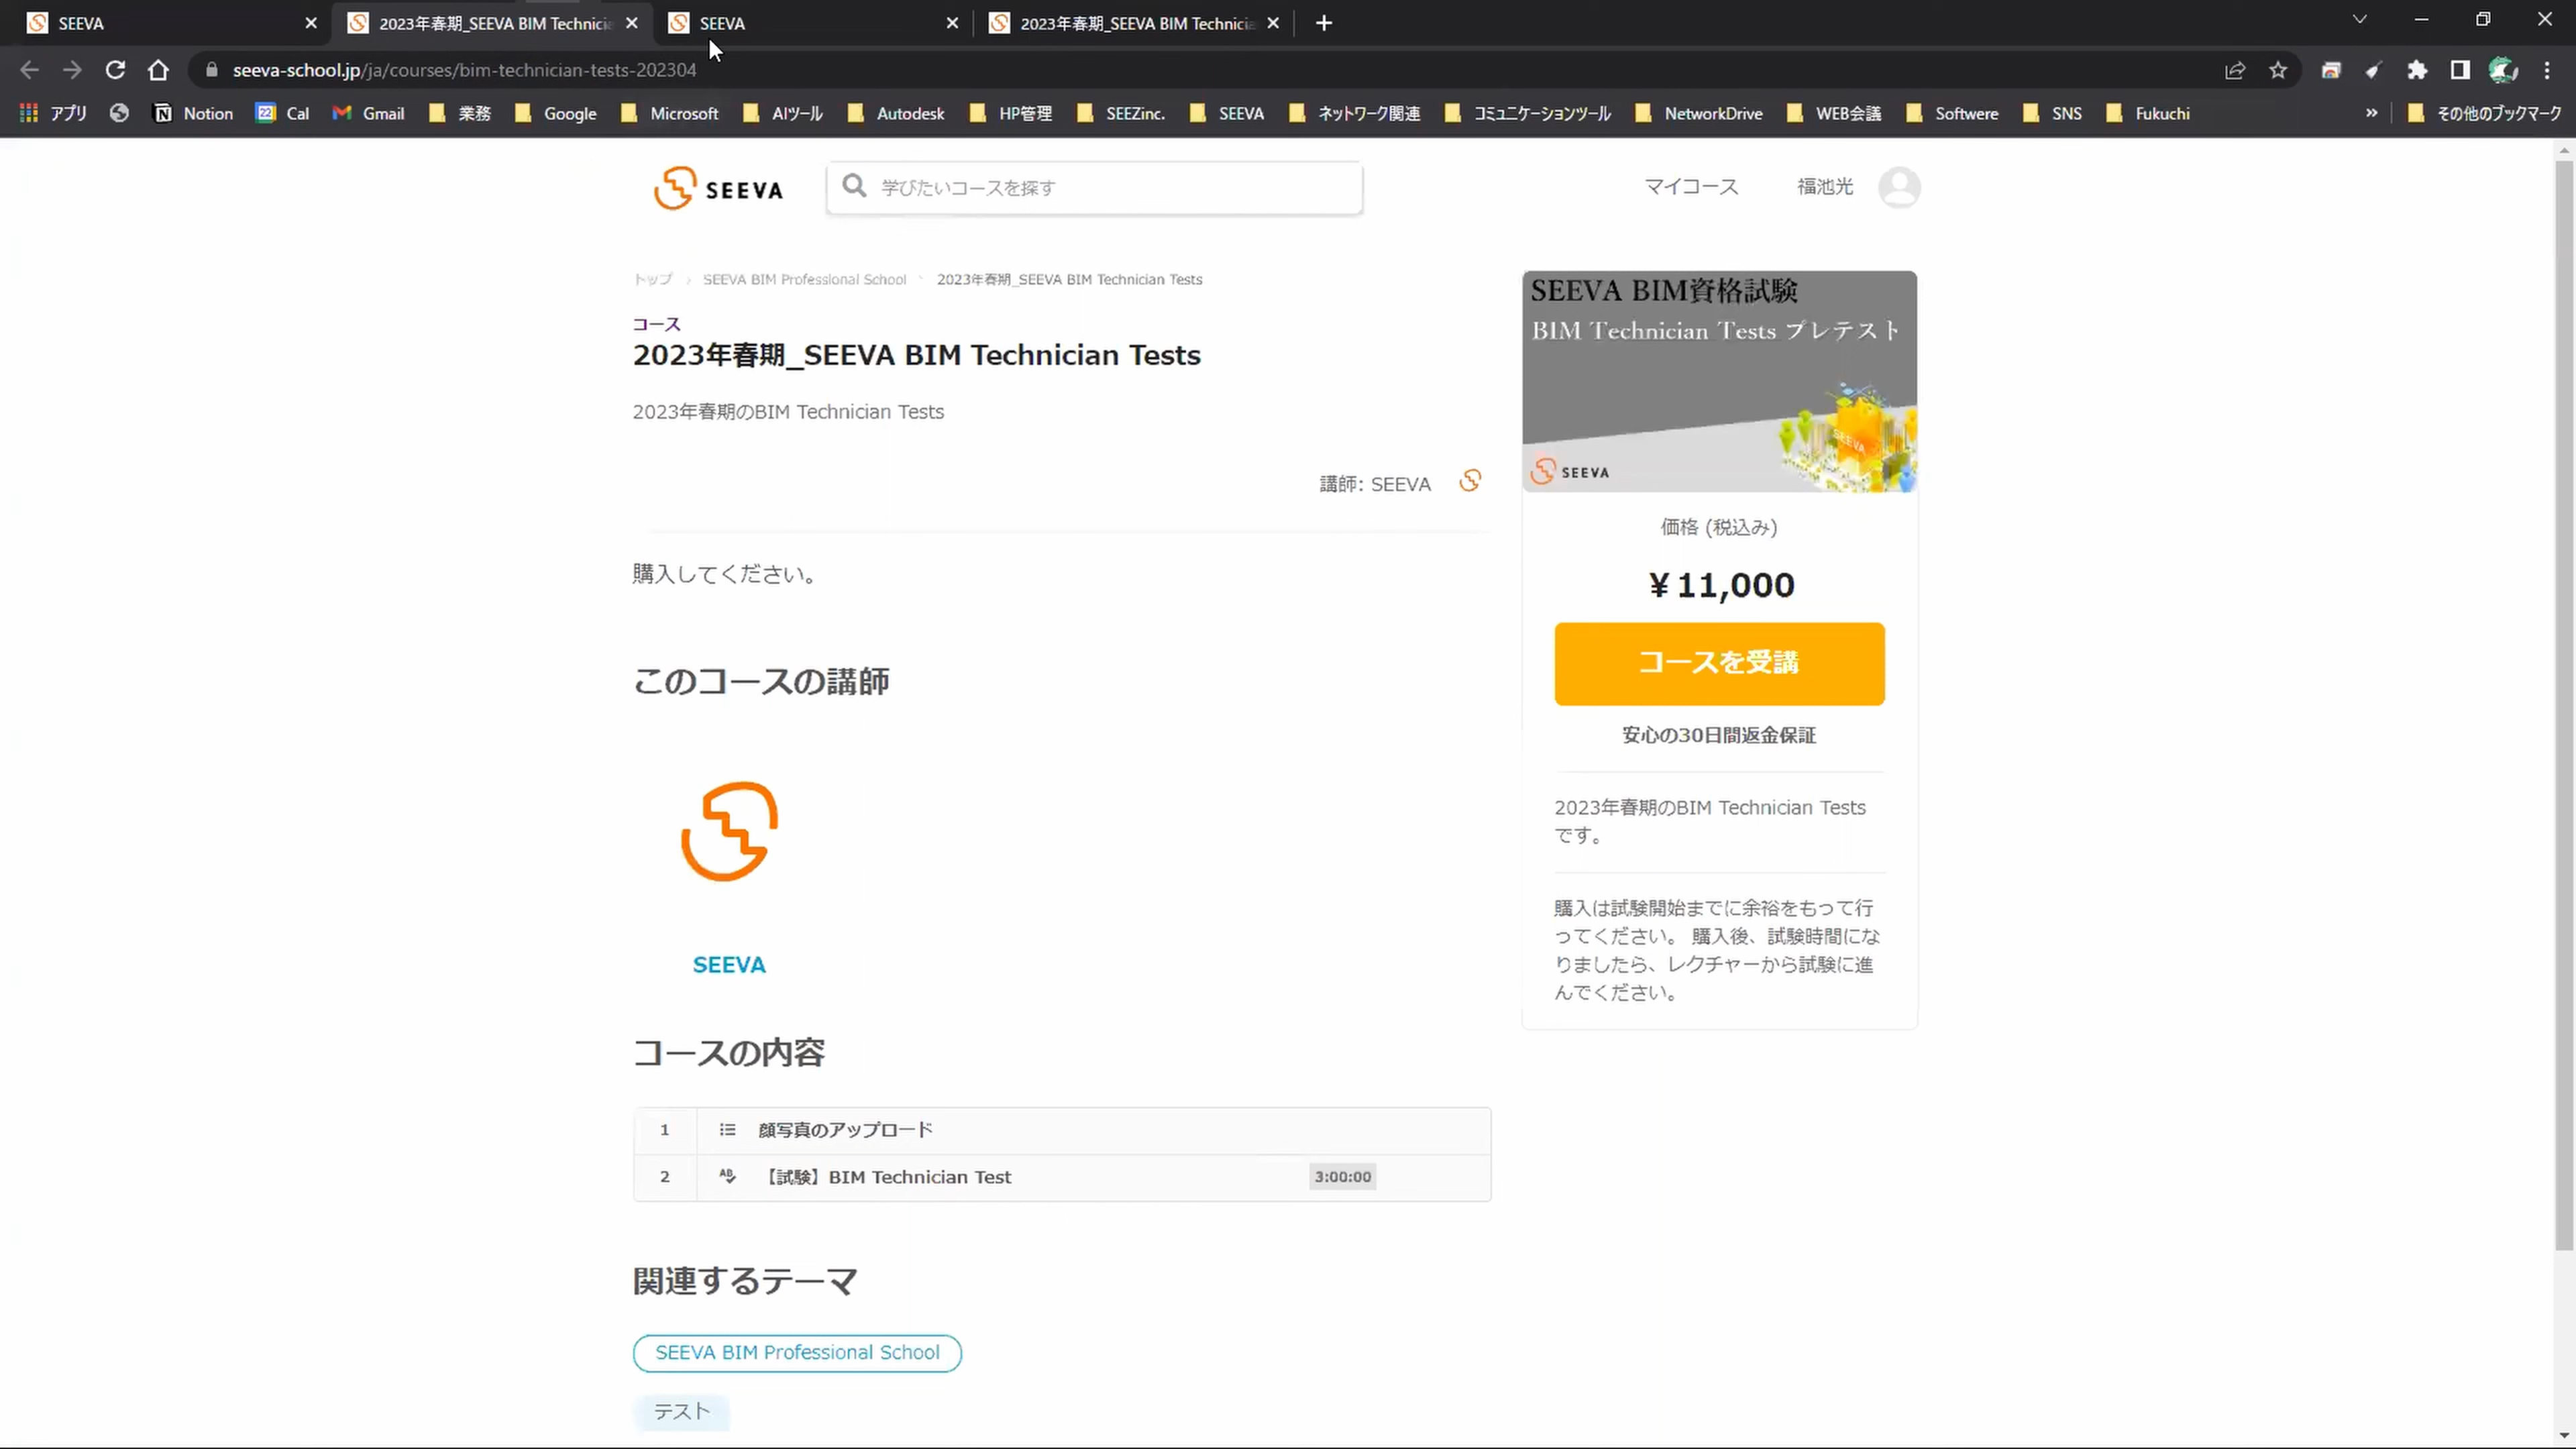 SEEVA
2023年春期_SEEVA BIM Technici
SEEVA
2023年春期_SEEVA BIM Technici
seeva-school.jp/ja/courses/bim-technician-tests-202304
アプリ
Notion
Cal
Gmail
業務
Google
Microsoft
AIツール
Autodesk
HP管理
SEEZinc.
SEEVA
ネットワーク関連
コミュニケーションツール
NetworkDrive
WEB会議
Softwere
SNS
Fukuchi
»
その他のブックマーク
SEEVA
学びたいコースを探す
マイコース
福池光
トップ › SEEVA BIM Professional School › 2023年春期_SEEVA BIM Technician Tests
コース
2023年春期_SEEVA BIM Technician Tests
2023年春期のBIM Technician Tests
講師: SEEVA
購入してください。
このコースの講師
SEEVA
コースの内容
1 顔写真のアップロード
2 【試験】BIM Technician Test 3:00:00
関連するテーマ
SEEVA BIM Professional School
テスト
SEEVA BIM資格試験
BIM Technician Tests プレテスト
SEEVA
SEEVA
価格 (税込み)
¥ 11,000
コースを受講
安心の30日間返金保証
2023年春期のBIM Technician Tests
です。
購入は試験開始までに余裕をもって行
ってください。 購入後、試験時間にな
りましたら、レクチャーから試験に進
んでください。